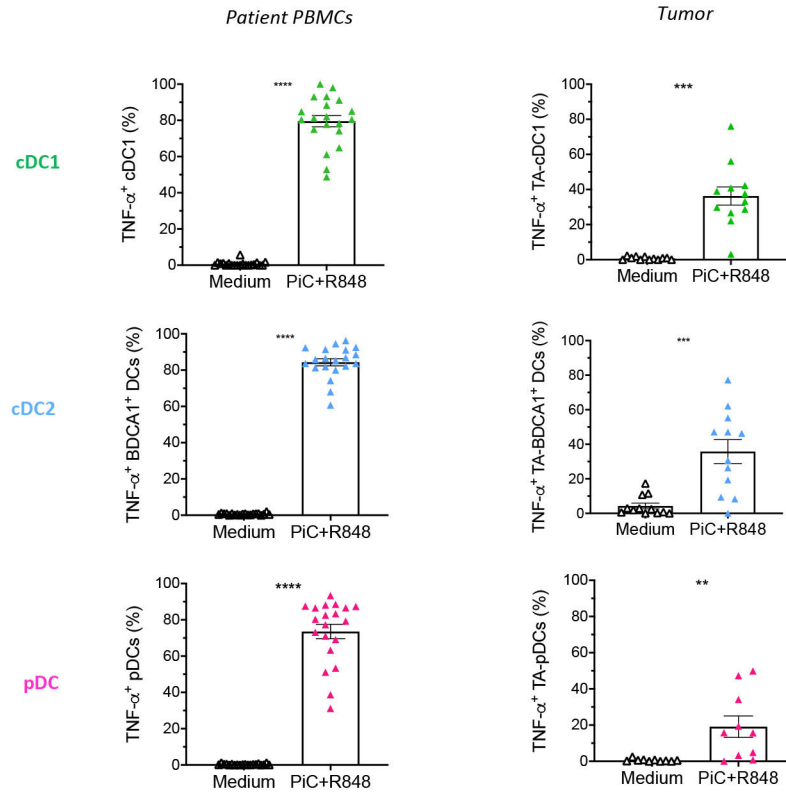 Patient PBMCs
Tumor
cDC1
TNF-α⁺ cDC1 (%)
100
80
60
40
20
0
****
Medium PiC+R848
TNF-α⁺ TA-cDC1 (%)
100
80
60
40
20
0
***
Medium PiC+R848
cDC2
TNF-α⁺ BDCA1⁺ DCs (%)
100
80
60
40
20
0
****
Medium PiC+R848
TNF-α⁺ TA-BDCA1⁺ DCs (%)
100
80
60
40
20
0
***
Medium PiC+R848
pDC
TNF-α⁺ pDCs (%)
100
80
60
40
20
0
****
Medium PiC+R848
TNF-α⁺ TA-pDCs (%)
100
80
60
40
20
0
**
Medium PiC+R848